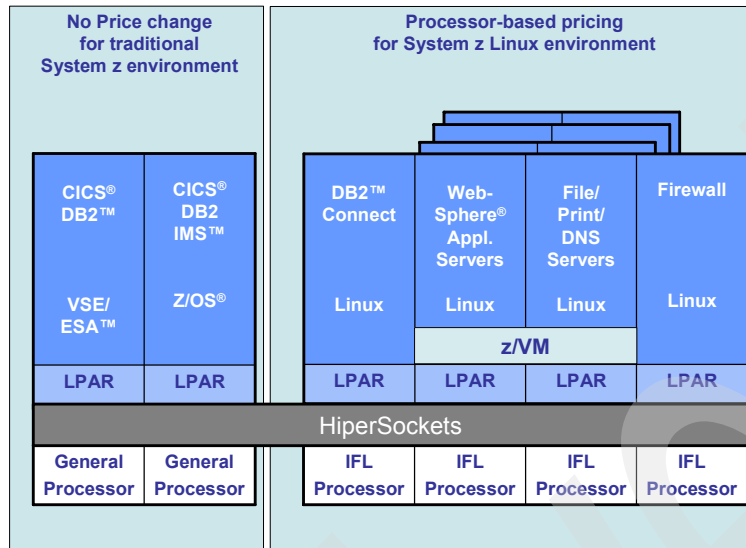 No Price change
for traditional
System z environment
Processor-based pricing
for System z Linux environment
CICS®
DB2™
VSE/
ESA™
LPAR
CICS®
DB2
IMS™
Z/OS®
LPAR
DB2™
Connect
Linux
LPAR
Web-
Sphere®
Appl.
Servers
Linux
File/
Print/
DNS
Servers
Linux
z/VM
LPAR
LPAR
Firewall
Linux
LPAR
HiperSockets
General
Processor
General
Processor
IFL
Processor
IFL
Processor
IFL
Processor
IFL
Processor